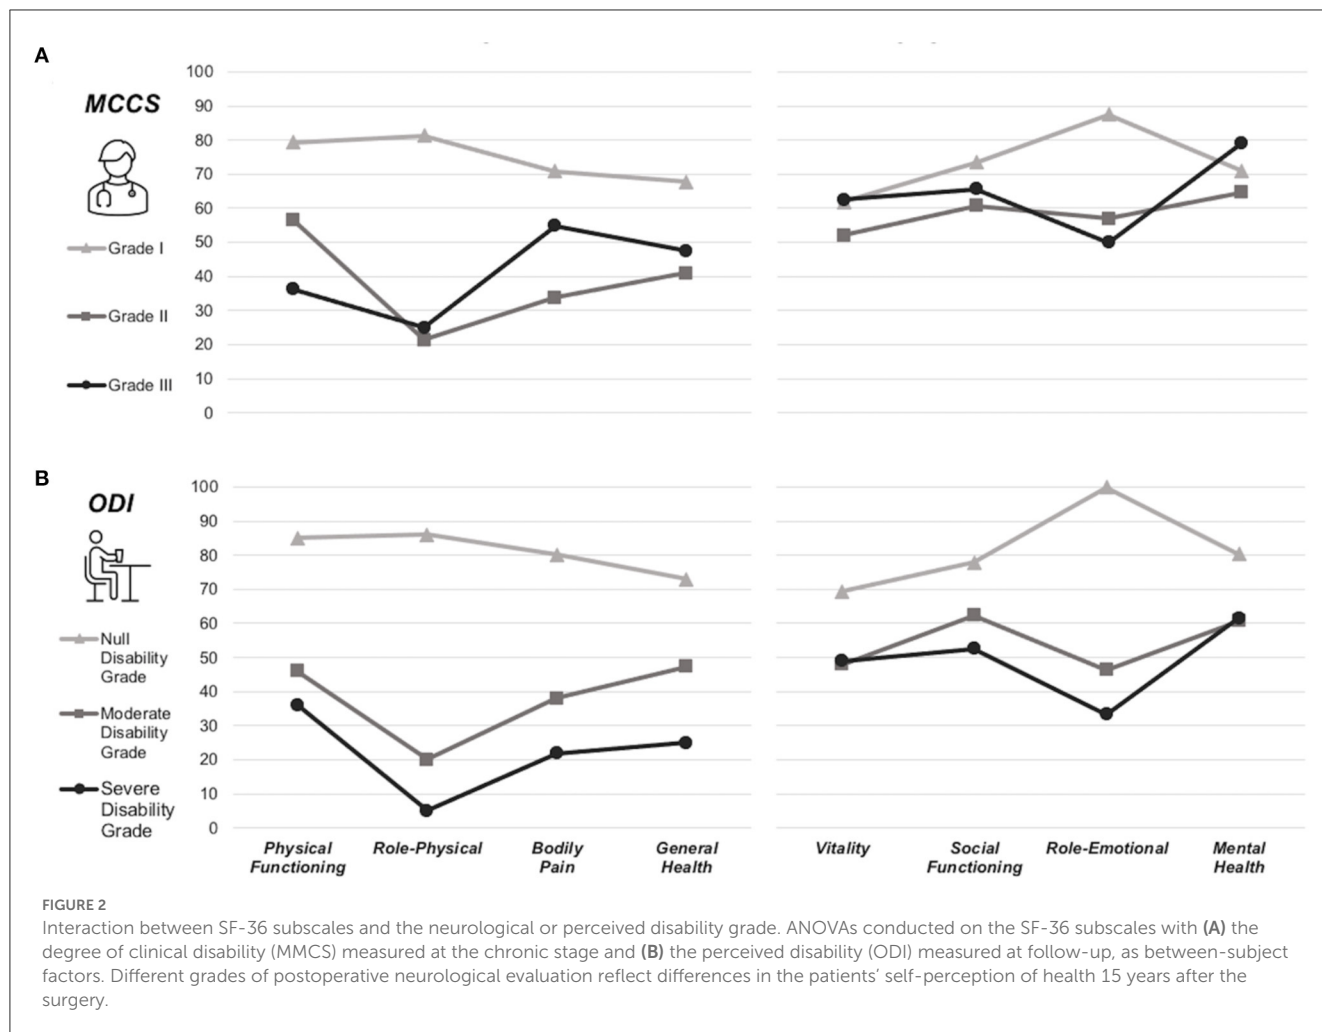 A
MCCS
Grade I
Grade II
Grade III
100
90
80
70
60
50
40
30
20
10
0
B
ODI
Null
Disability
Grade
Moderate
Disability
Grade
Severe
Disability
Grade
100
90
80
70
60
50
40
30
20
10
0
Physical
Functioning
Role-Physical
Bodily
Pain
General
Health
Vitality
Social
Functioning
Role-Emotional
Mental
Health
FIGURE 2
Interaction between SF-36 subscales and the neurological or perceived disability grade. ANOVAs conducted on the SF-36 subscales with (A) the
degree of clinical disability (MMCS) measured at the chronic stage and (B) the perceived disability (ODI) measured at follow-up, as between-subject
factors. Different grades of postoperative neurological evaluation reflect differences in the patients' self-perception of health 15 years after the
surgery.